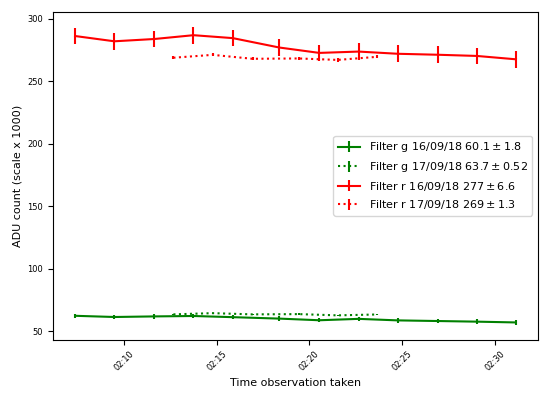 300
250
200
150
100
50
ADU count (scale x 1000)
Filter g 16/09/18 60.1 ± 1.8
Filter g 17/09/18 63.7 ± 0.52
Filter r 16/09/18 277 ± 6.6
Filter r 17/09/18 269 ± 1.3
02:10
02:15
02:20
02:25
02:30
Time observation taken